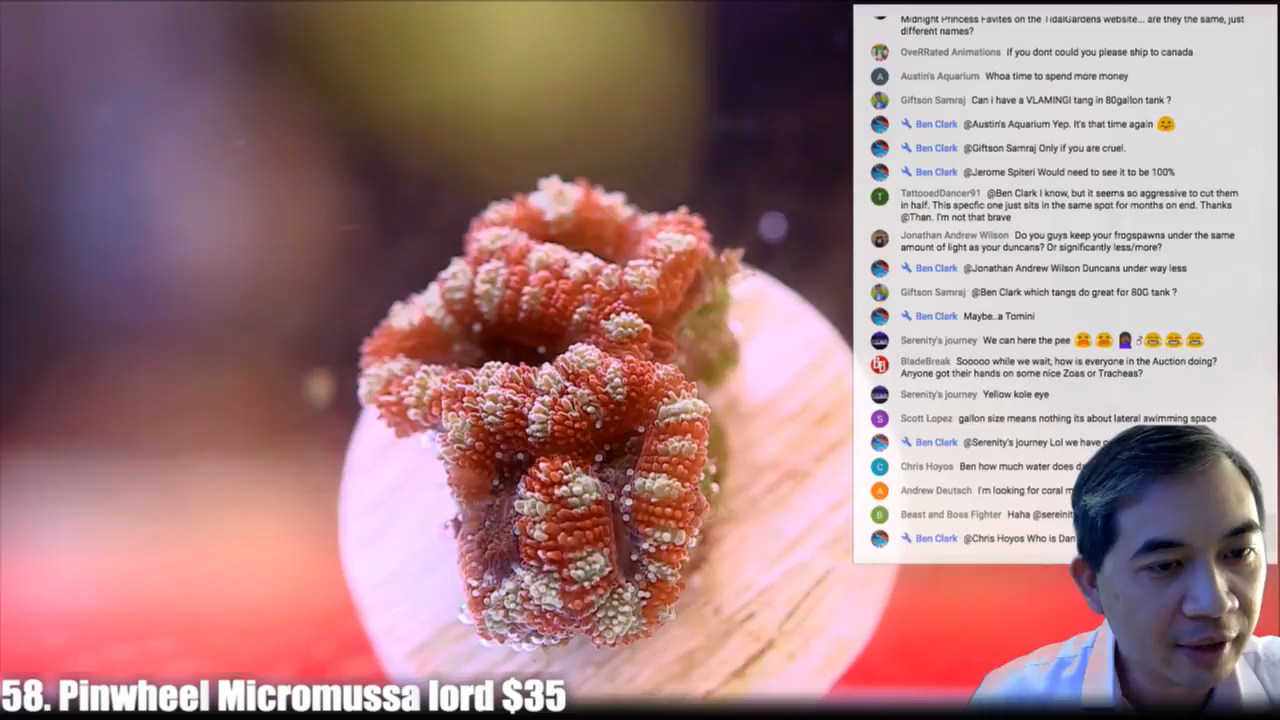 Midnight Princess Favites on the TidalGardens website... are they the same, just
different names?
OveRRated Animations if you dont could you please ship to canada
A Austin's Aquarium Whoa time to spend more money
Giftson Samraj Can i have a VLAMINGI tang in 80gallon tank ?
Ben Clark @Austin's Aquarium Yep. It's that time again
Ben Clark @Giftson Samraj Only if you are cruel.
Ben Clark @Jerome Spiteri Would need to see it to be 100%
T TattooedDancer91 @Ben Clark I know, but it seems so aggressive to cut them
in half. This specfic one just sits in the same spot for months on end. Thanks
@Than. I'm not that brave
Jonathan Andrew Wilson Do you guys keep your frogspawns under the same
amount of light as your duncans? Or significantly less/more?
Ben Clark @Jonathan Andrew Wilson Duncans under way less
Giftson Samraj @Ben Clark which tangs do great for 80G tank ?
Ben Clark Maybe..a Tomini
Serenity's journey We can here the pee
BladeBreak Sooooo while we wait, how is everyone in the Auction doing?
Anyone got their hands on some nice Zoas or Tracheas?
Serenity's journey Yellow kole eye
S Scott Lopez gallon size means nothing its about lateral swimming space
Ben Clark @Serenity's journey Lol we have
C Chris Hoyos Ben how much water does
A Andrew Deutsch I'm looking for coral
B Beast and Boss Fighter Haha
Ben Clark @Chris Hoyos Who is
58. Pinwheel Micromussa lord $35